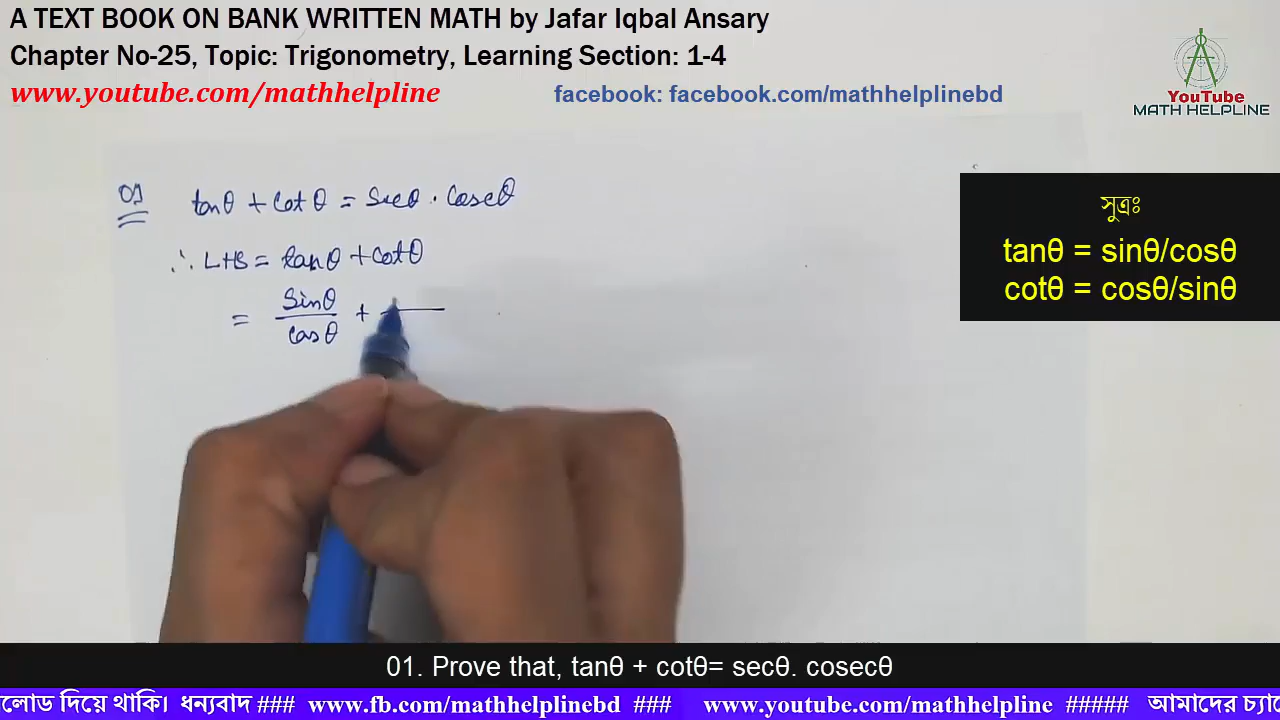 A TEXT BOOK ON BANK WRITTEN MATH by Jafar Iqbal Ansary
Chapter No-25, Topic: Trigonometry, Learning Section: 1-4
www.youtube.com/mathhelpline facebook: facebook.com/mathhelplinebd
YouTube
MATH HELPLINE
01 tanθ + cotθ = secθ . cosecθ
∴ LHS = tanθ + cotθ
= sinθ/cosθ +
সুত্রঃ
tanθ = sinθ/cosθ
cotθ = cosθ/sinθ
01. Prove that, tanθ + cotθ= secθ. cosecθ
লোড দিয়ে থাকি। ধন্যবাদ ### www.fb.com/mathhelplinebd ### www.youtube.com/mathhelpline ##### আমাদের চ্যা